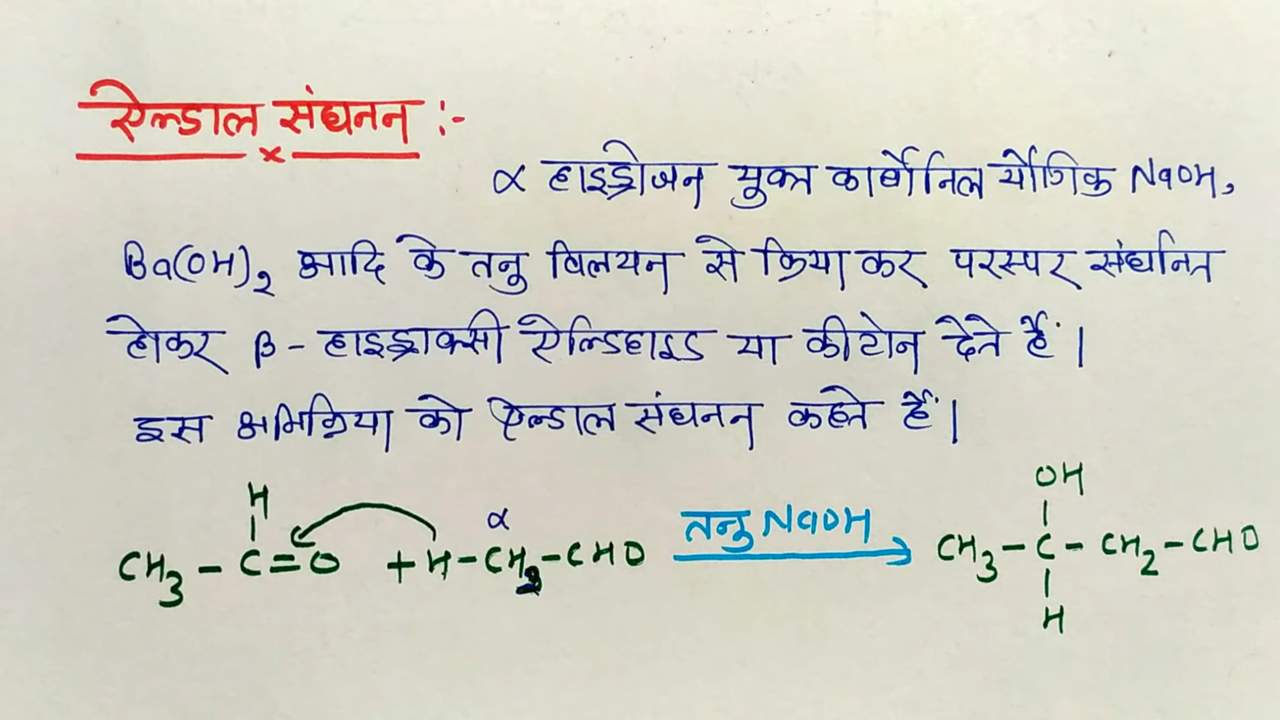 ऐल्डाल संघनन :-
α हाइड्रोजन युक्त कार्बोनिल यौगिक NaOH,
Ba(OH)₂ आदि के तनु विलयन से क्रिया कर परस्पर संघनित
होकर β - हाइड्राक्सी ऐल्डिहाइड या कीटोन देते हैं।
इस अभिक्रिया को ऐल्डाल संघनन कहते हैं।
H α OH
CH₃ – C = O + H – CH₂ – CHO तनु NaOH → CH₃ – C – CH₂ – CHO
H